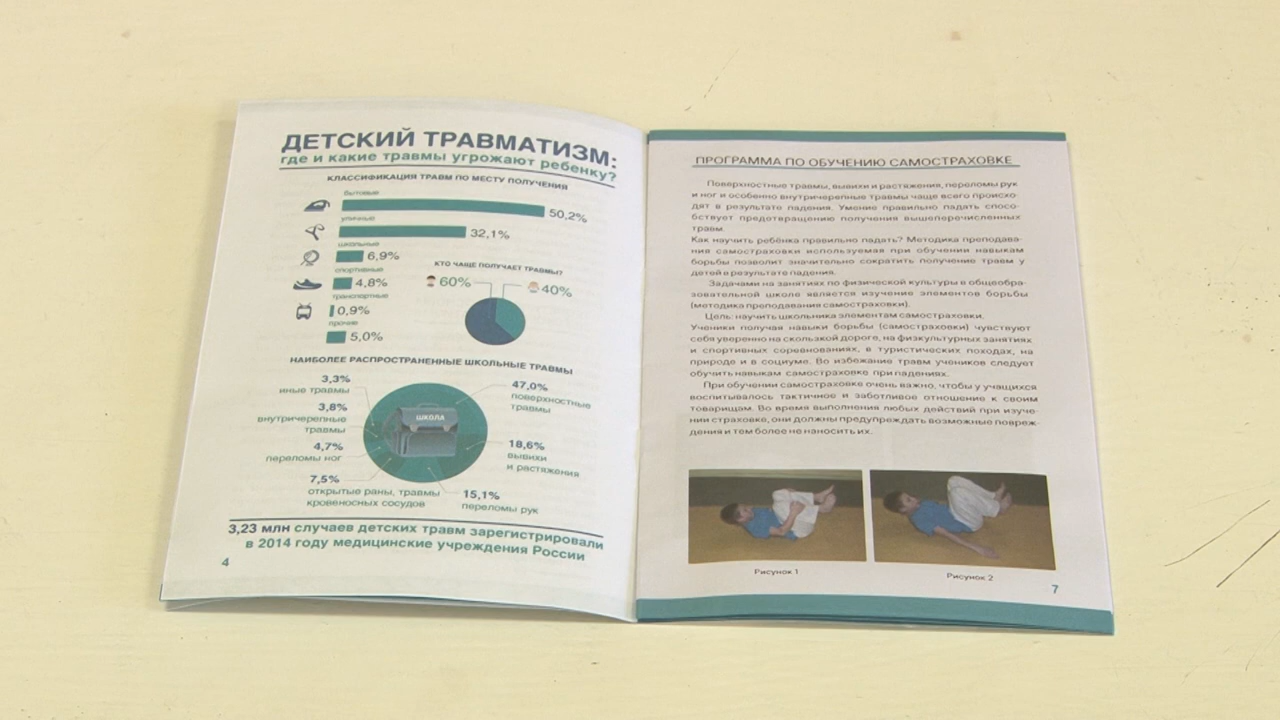 ДЕТСКИЙ ТРАВМАТИЗМ:
где и какие травмы угрожают ребенку?
КЛАССИФИКАЦИЯ ТРАВМ ПО МЕСТУ ПОЛУЧЕНИЯ
бытовые
50,2%
уличные
32,1%
школьные
6,9%
спортивные
4,8%
транспортные
0,9%
прочие
5,0%
КТО ЧАЩЕ ПОЛУЧАЕТ ТРАВМЫ?
60%
40%
НАИБОЛЕЕ РАСПРОСТРАНЕННЫЕ ШКОЛЬНЫЕ ТРАВМЫ
3,3%
иные травмы
3,8%
внутричерепные
травмы
4,7%
переломы ног
7,5%
открытые раны, травмы
кровеносных сосудов
ШКОЛА
47,0%
поверхностные
травмы
18,6%
вывихи
и растяжения
15,1%
переломы рук
3,23 млн случаев детских травм зарегистрировали
в 2014 году медицинские учреждения России
4
ПРОГРАММА ПО ОБУЧЕНИЮ САМОСТРАХОВКЕ
Поверхностные травмы, вывихи и растяжения, переломы рук
и ног и особенно внутричерепные травмы чаще всего происхо-
дят в результате падения. Умение правильно падать спосо-
бствует предотвращению получения вышеперечисленных
травм.
Как научить ребёнка правильно падать? Методика преподава-
ния самостраховки используемая при обучении навыкам
борьбы позволит значительно сократить получение травм у
детей в результате падения.
Задачами на занятиях по физической культуры в общеобра-
зовательной школе является изучение элементов борьбы
(методика преподавания самостраховки).
Цель: научить школьника элементам самостраховки.
Ученики получая навыки борьбы (самостраховки) чувствуют
себя уверенно на скользкой дороге, на физкультурных занятиях
и спортивных соревнованиях, в туристических походах, на
природе и в социуме. Во избежание травм учеников следует
обучить навыкам самостраховке при падениях.
При обучении самостраховке очень важно, чтобы у учащихся
воспитывалось тактичное и заботливое отношение к своим
товарищам. Во время выполнения любых действий при изуче-
нии страховке, они должны предупреждать возможные повреж-
дения и тем более не наносить их.
Рисунок 1
Рисунок 2
7